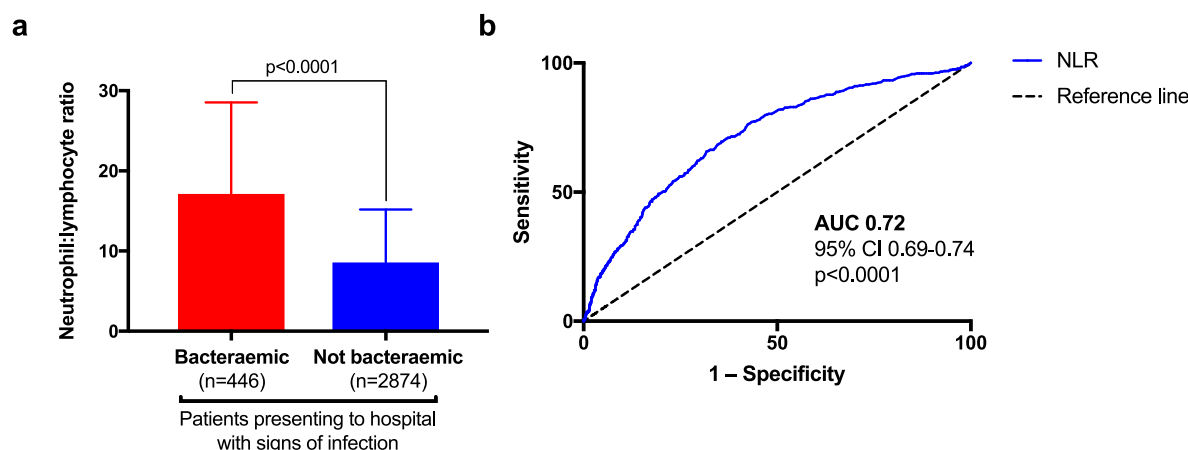 a
p<0.0001
Neutrophil:lymphocyte ratio
30
20
10
0
Bacteraemic
(n=446)
Not bacteraemic
(n=2874)
Patients presenting to hospital
with signs of infection
b
Sensitivity
100
50
0
0
50
100
1 – Specificity
AUC 0.72
95% CI 0.69-0.74
p<0.0001
NLR
Reference line